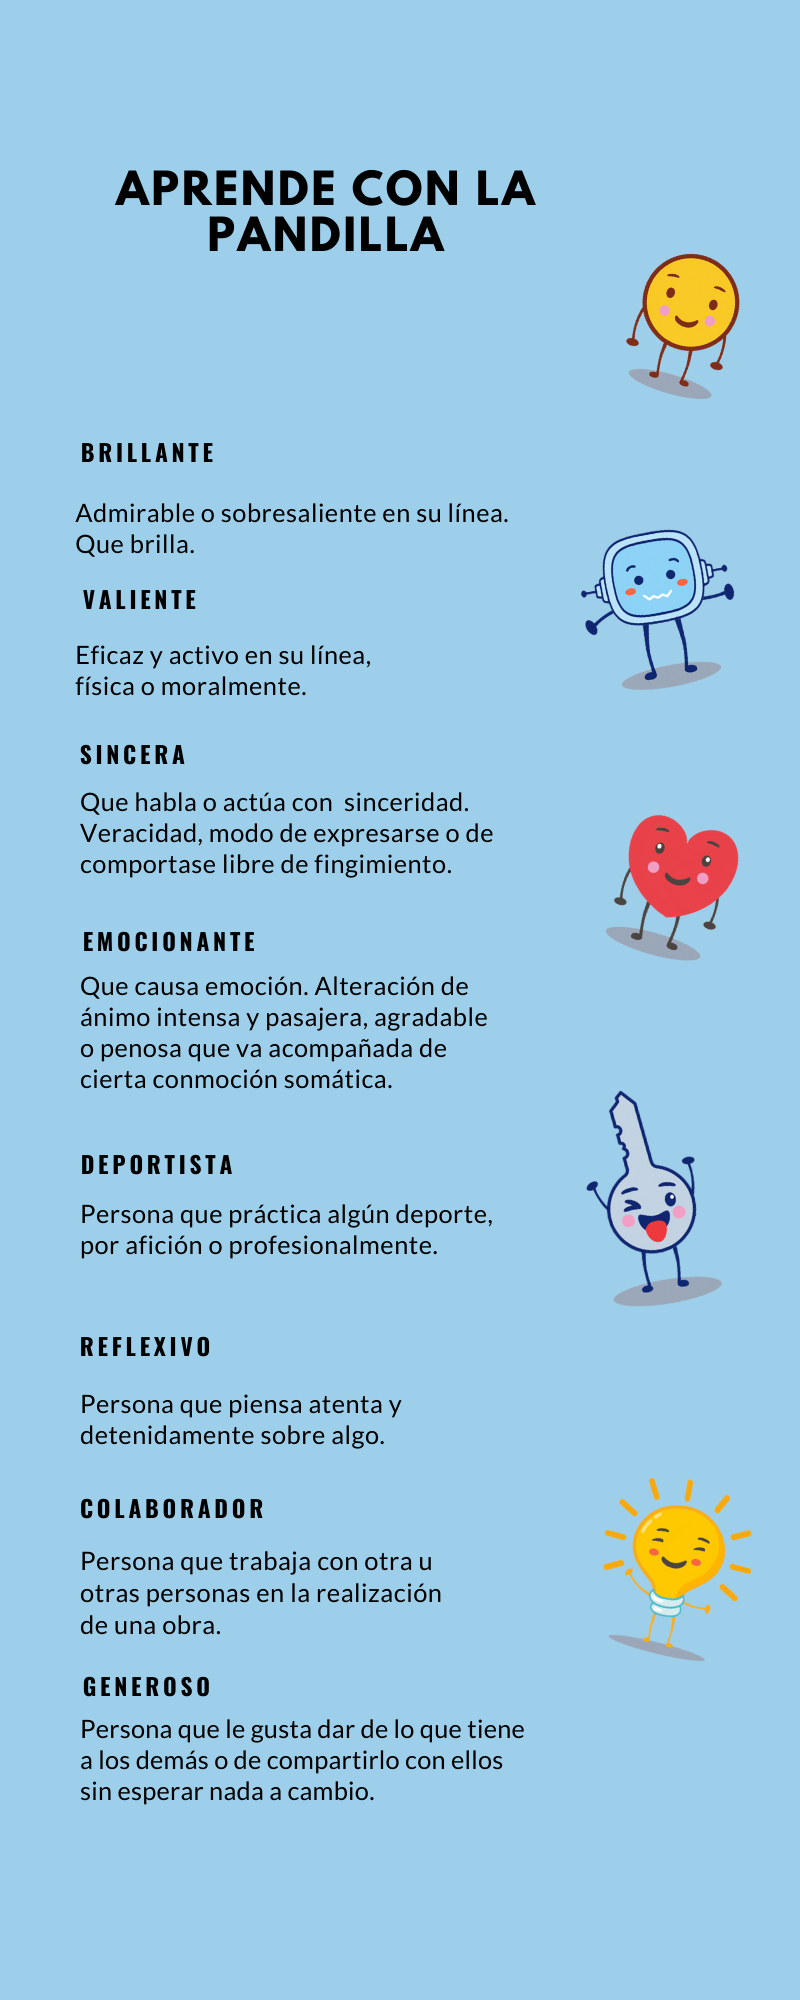 APRENDE CON LA
PANDILLA
BRILLANTE
Admirable o sobresaliente en su línea.
Que brilla.
VALIENTE
Eficaz y activo en su línea,
física o moralmente.
SINCERA
Que habla o actúa con  sinceridad.
Veracidad, modo de expresarse o de
comportase libre de fingimiento.
EMOCIONANTE
Que causa emoción. Alteración de
ánimo intensa y pasajera, agradable
o penosa que va acompañada de
cierta conmoción somática.
DEPORTISTA
Persona que práctica algún deporte,
por afición o profesionalmente.
REFLEXIVO
Persona que piensa atenta y
detenidamente sobre algo.
COLABORADOR
Persona que trabaja con otra u
otras personas en la realización
de una obra.
GENEROSO
Persona que le gusta dar de lo que tiene
a los demás o de compartirlo con ellos
sin esperar nada a cambio.